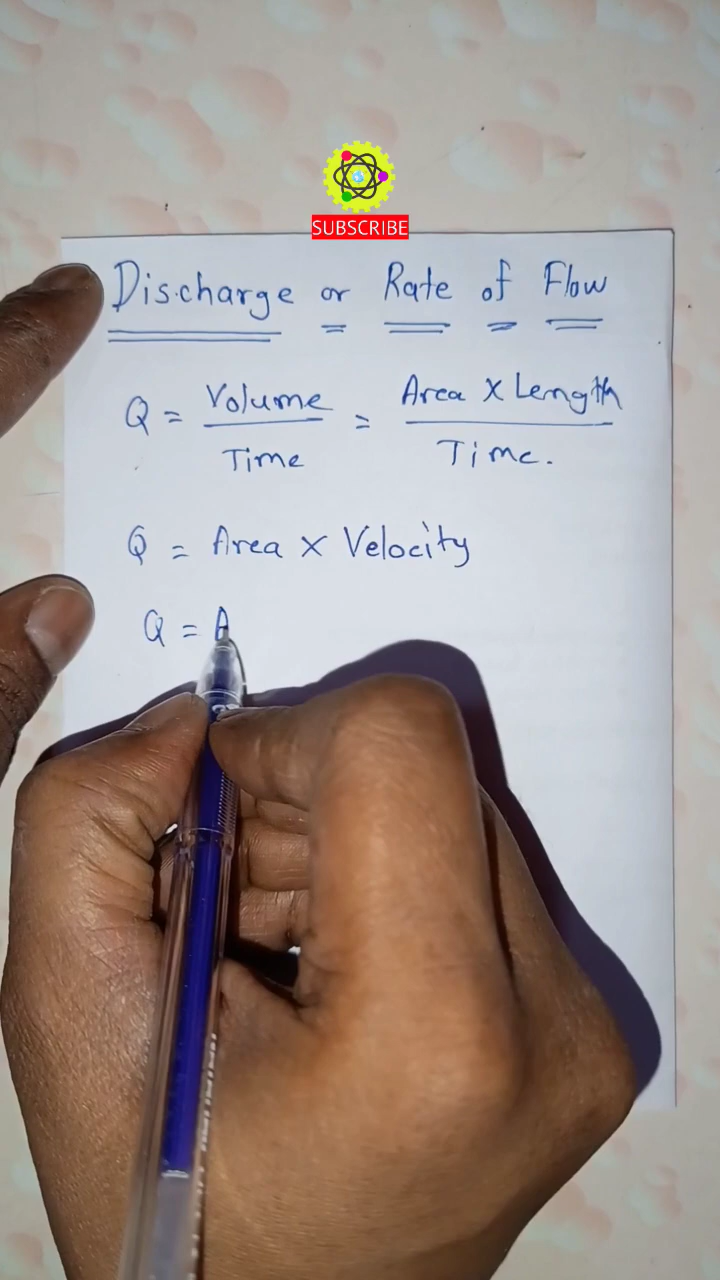 SUBSCRIBE
Discharge or Rate of Flow
Q = Volume / Time = Area X Length / Time.
Q = Area X Velocity
Q = A